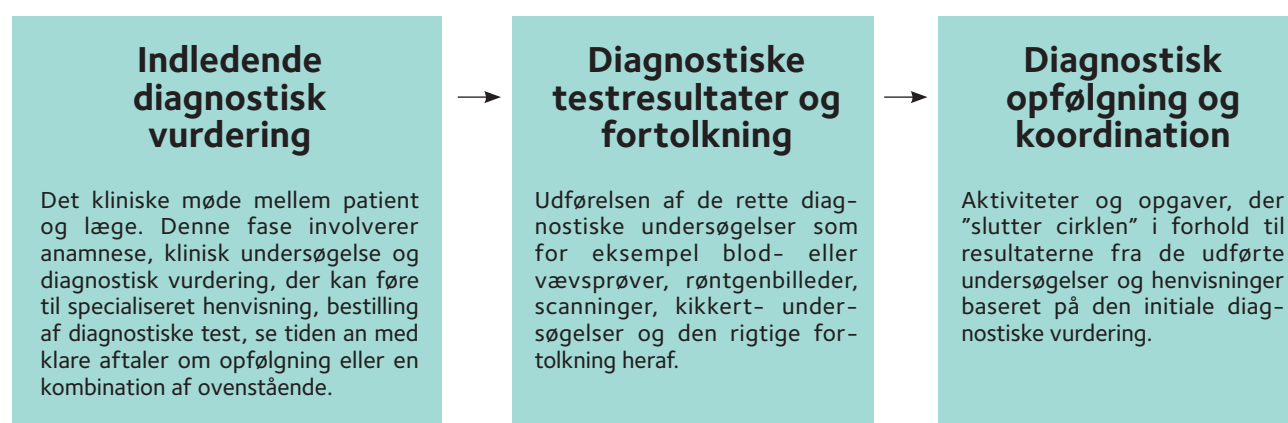 Indledende
diagnostisk
vurdering
Det kliniske møde mellem patient
og læge. Denne fase involverer
anamnese, klinisk undersøgelse og
diagnostisk vurdering, der kan føre
til specialiseret henvisning, bestilling
af diagnostiske test, se tiden an med
klare aftaler om opfølgning eller en
kombination af ovenstående.
Diagnostiske
testresultater og
fortolkning
Udførelsen af de rette diag-
nostiske undersøgelser som
for eksempel blod- eller
vævsprøver, røntgenbilleder,
scanninger, kikkert- under-
søgelser og den rigtige for-
tolkning heraf.
Diagnostisk
opfølgning og
koordination
Aktiviteter og opgaver, der
”slutter cirklen” i forhold til
resultaterne fra de udførte
undersøgelser og henvisninger
baseret på den initiale diag-
nostiske vurdering.